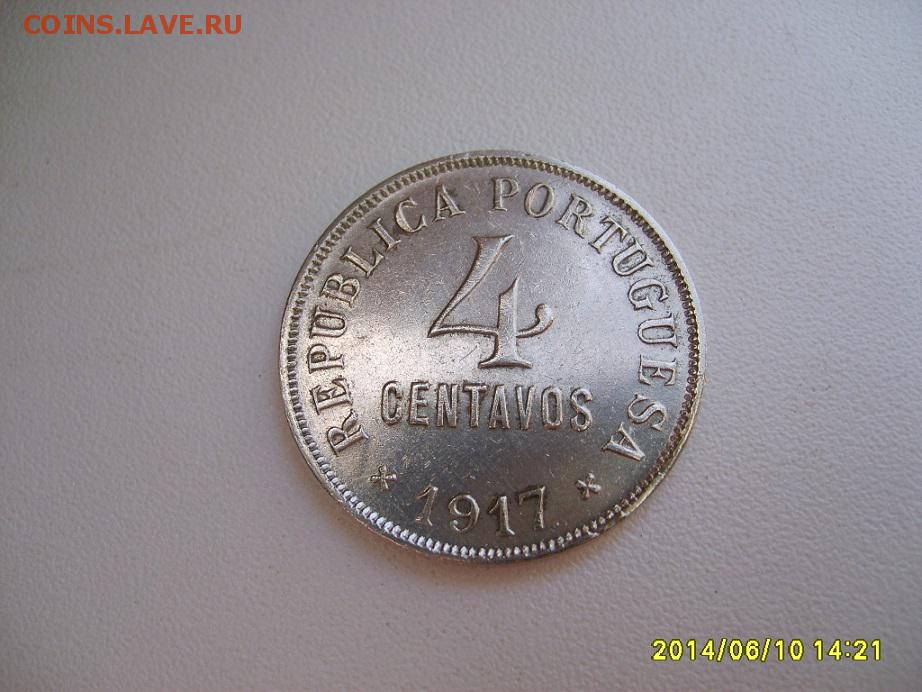 COINS.LAVE.RU
REPUBLICA PORTUGUESA
4
CENTAVOS
* 1917 *
2014/06/10 14:21